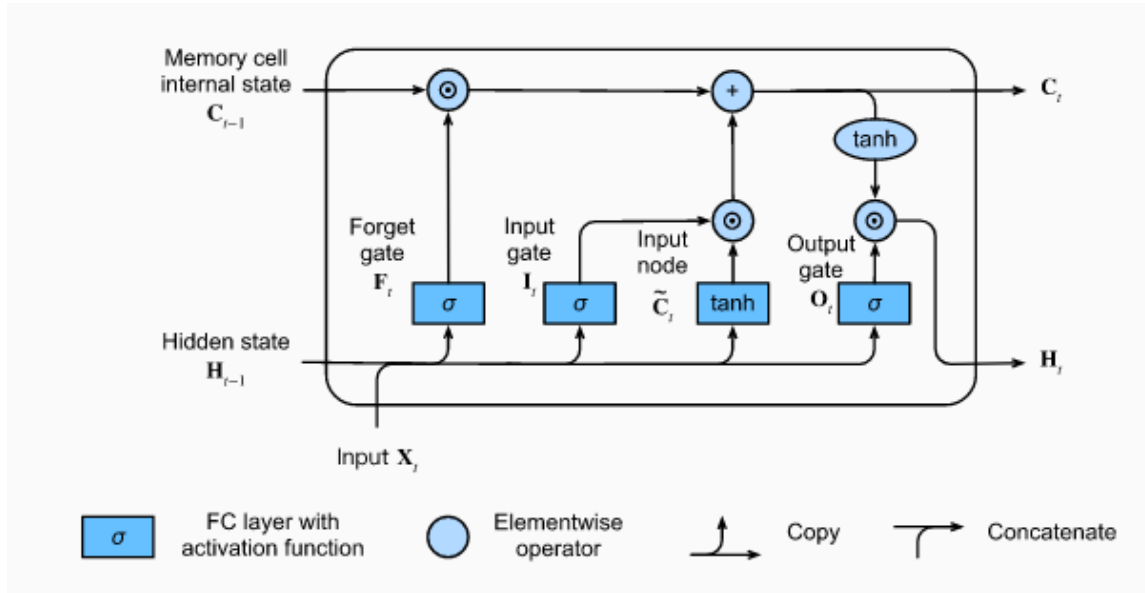 Memory cell
internal state
C_{t−1}
C_t
tanh
+
Forget
gate
F_t
Input
gate
I_t
Input
node
C̃_t
Output
gate
O_t
σ
σ
tanh
σ
Hidden state
H_{t−1}
H_t
Input X_t
σ
FC layer with
activation function
Elementwise
operator
Copy
Concatenate